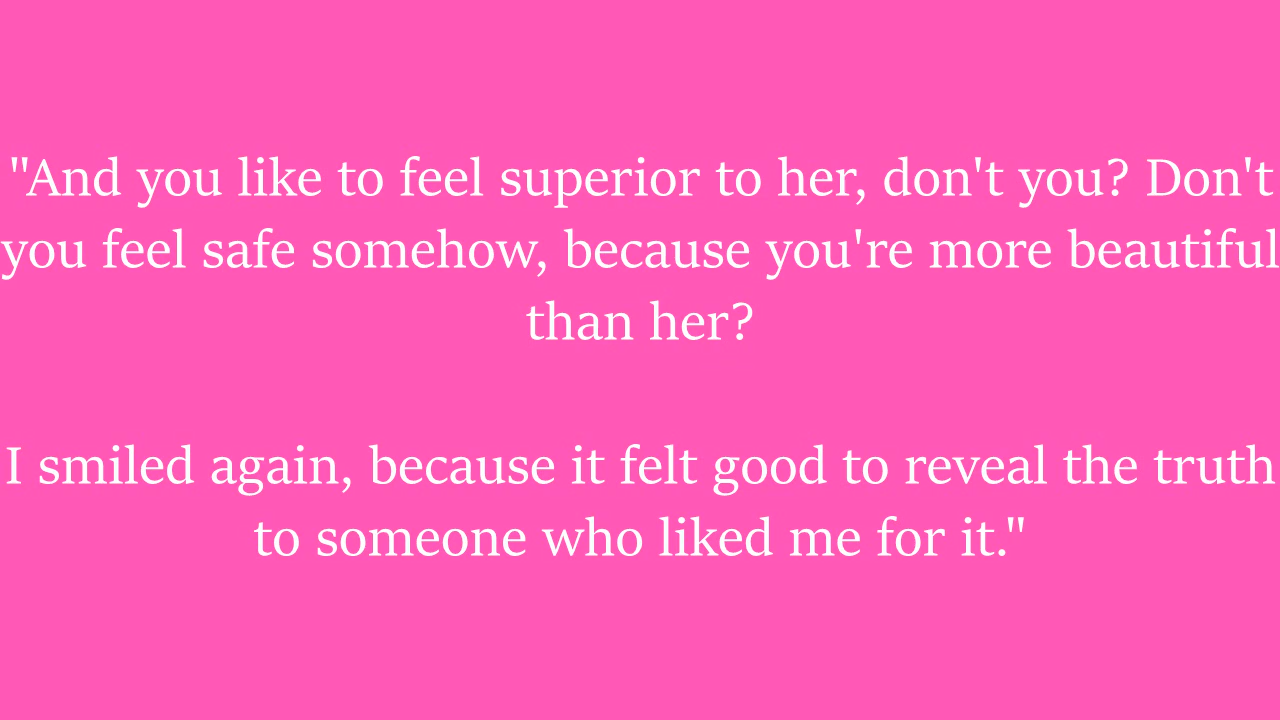 "And you like to feel superior to her, don't you? Don't
you feel safe somehow, because you're more beautiful
than her?
I smiled again, because it felt good to reveal the truth
to someone who liked me for it."